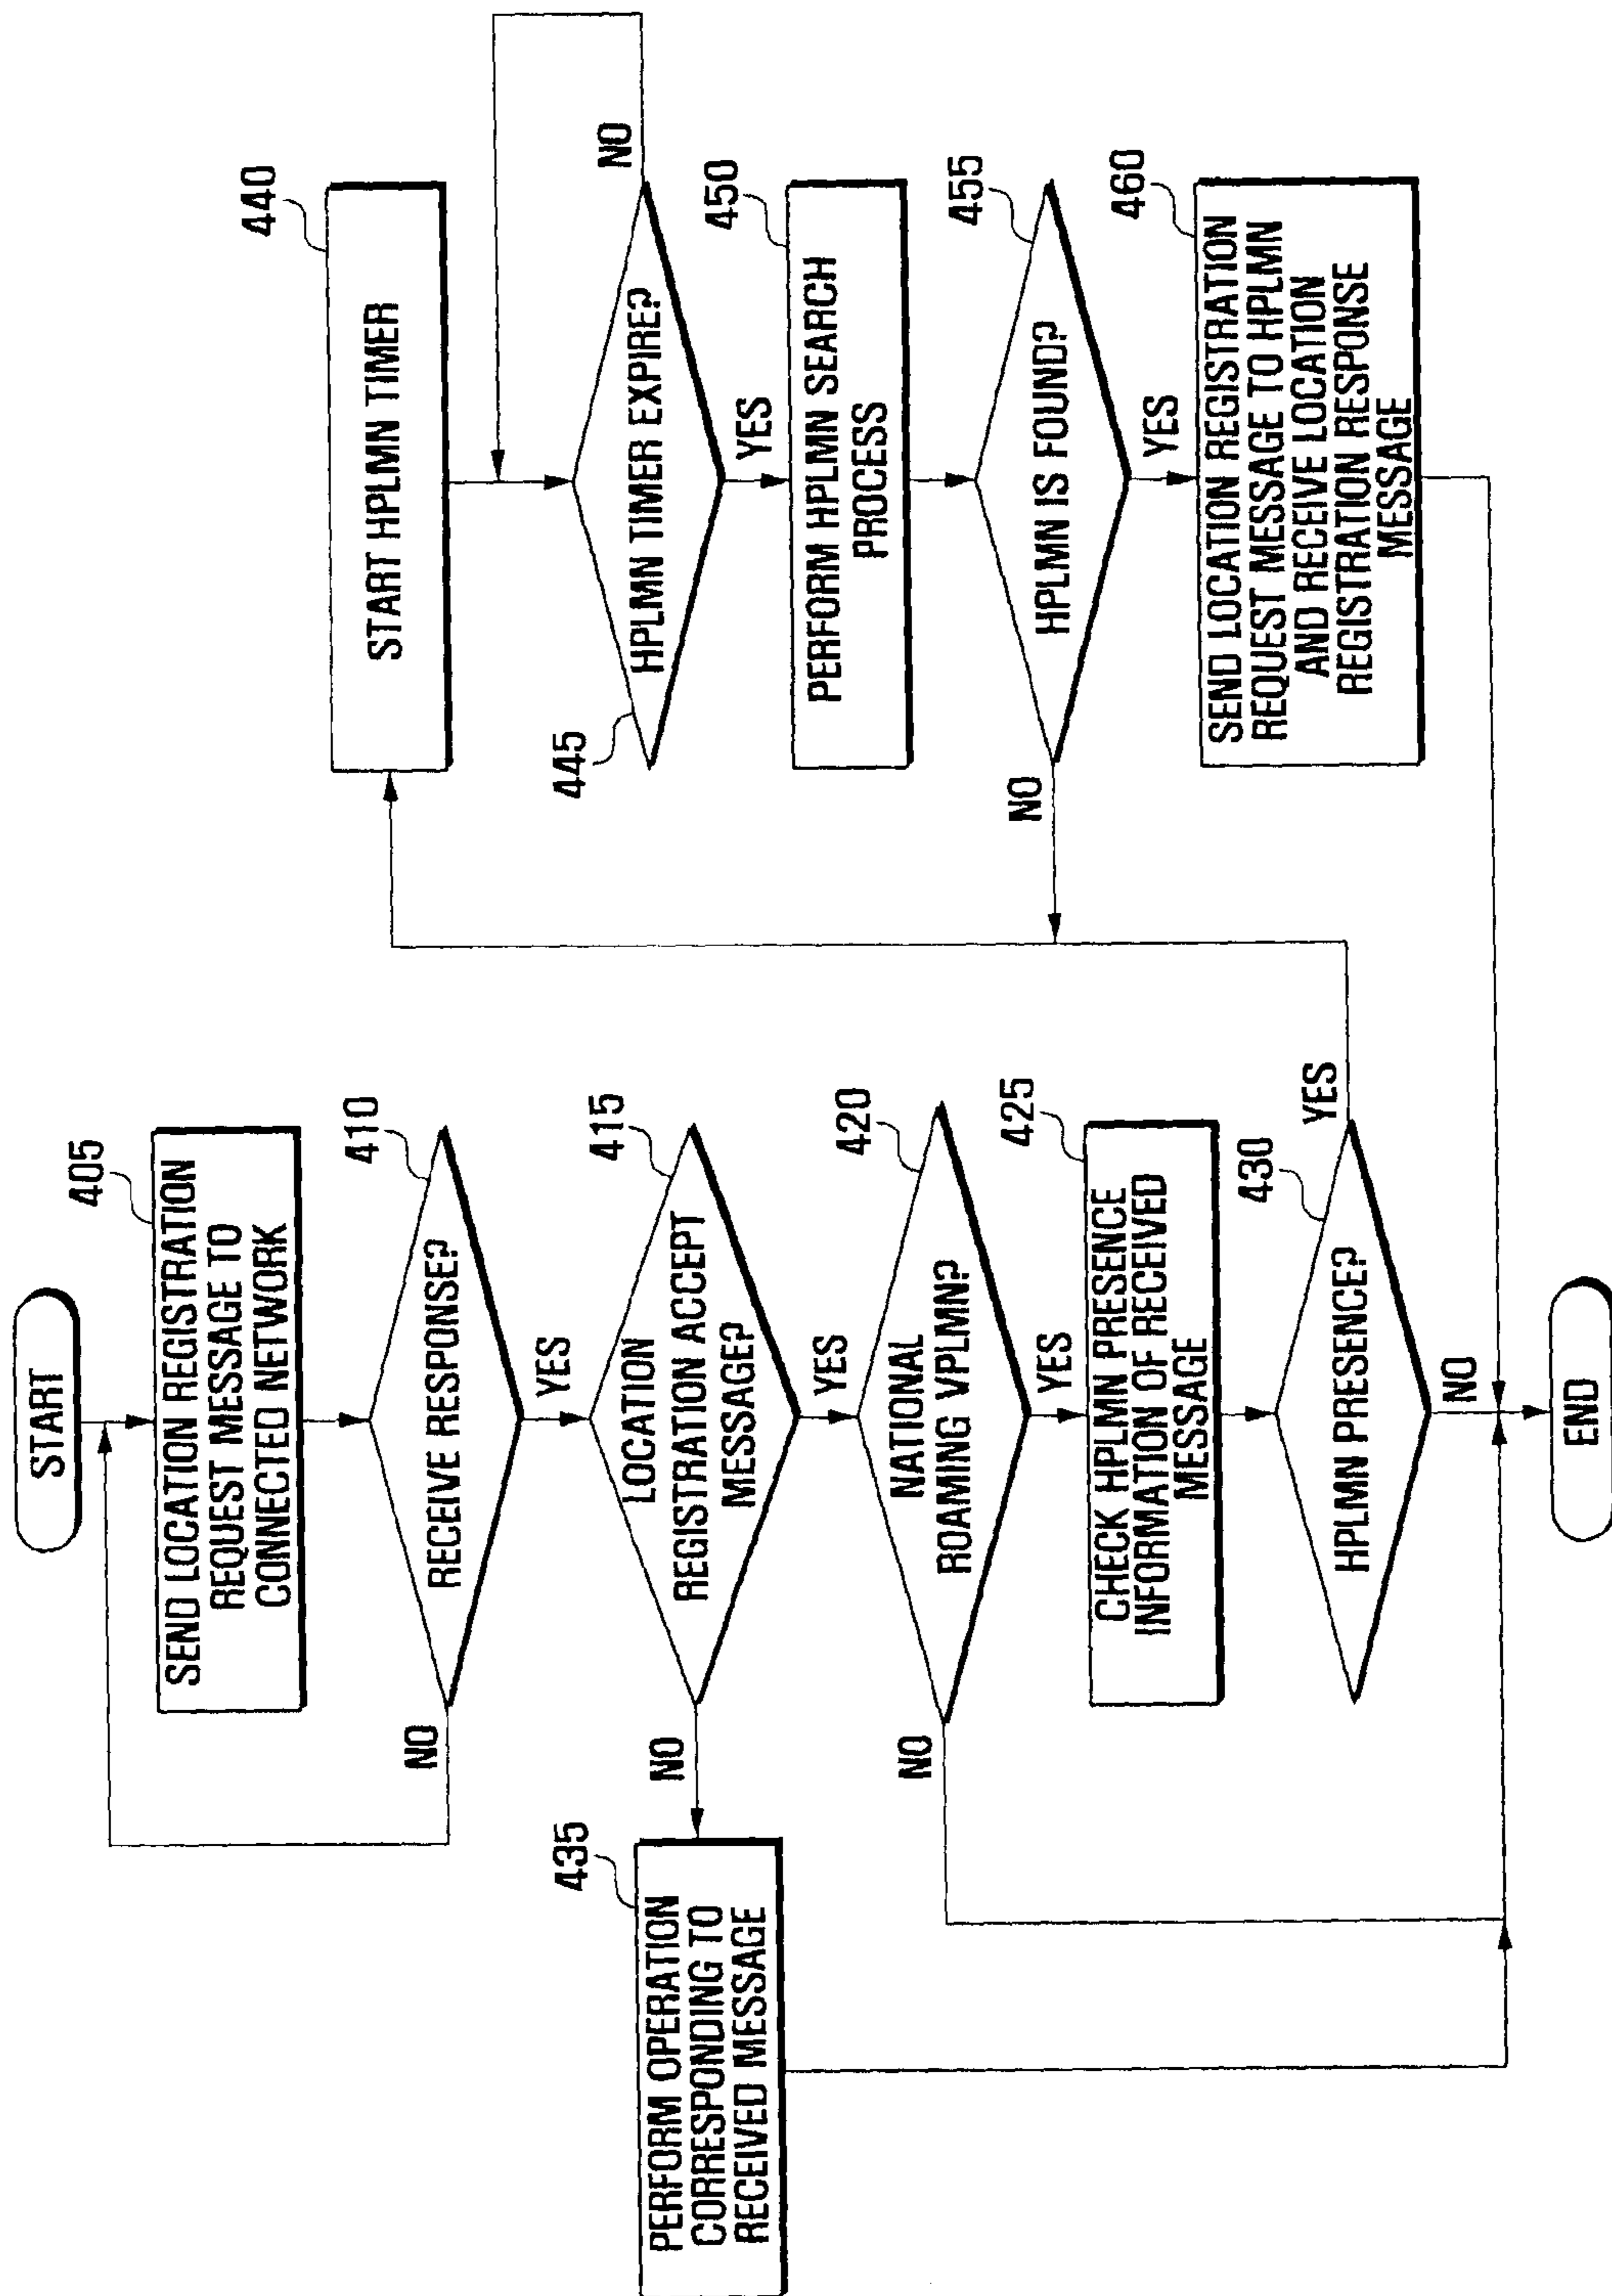 START
405
SEND LOCATION REGISTRATION
REQUEST MESSAGE TO
CONNECTED NETWORK
410
RECEIVE RESPONSE?
NO
YES
415
LOCATION
REGISTRATION ACCEPT
MESSAGE?
NO
YES
435
PERFORM OPERATION
CORRESPONDING TO
RECEIVED MESSAGE
420
NATIONAL
ROAMING VPLMN?
NO
YES
425
CHECK HPLMN PRESENCE
INFORMATION OF RECEIVED
MESSAGE
430
HPLMN PRESENCE?
YES
NO
END
440
START HPLMN TIMER
445
HPLMN TIMER EXPIRE?
NO
YES
450
PERFORM HPLMN SEARCH
PROCESS
455
HPLMN IS FOUND?
NO
YES
460
SEND LOCATION REGISTRATION
REQUEST MESSAGE TO HPLMN
AND RECEIVE LOCATION
REGISTRATION RESPONSE
MESSAGE